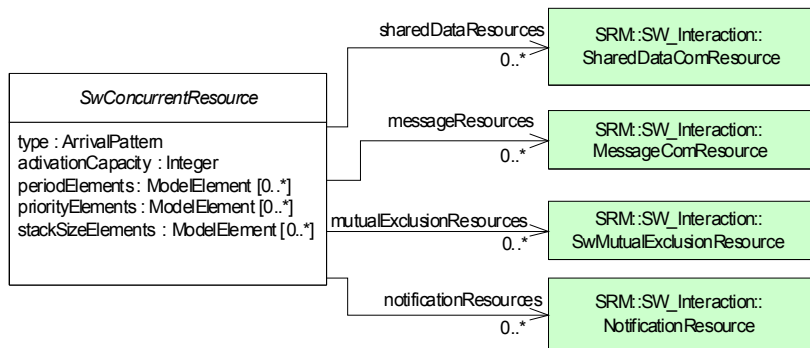 sharedDataResources
0..*
SRM::SW_Interaction::
SharedDataComResource
SwConcurrentResource
type : ArrivalPattern
activationCapacity : Integer
periodElements : ModelElement [0..*]
priorityElements : ModelElement [0..*]
stackSizeElements : ModelElement [0..*]
messageResources
0..*
SRM::SW_Interaction::
MessageComResource
mutualExclusionResources
0..*
SRM::SW_Interaction::
SwMutualExclusionResource
notificationResources
0..*
SRM::SW_Interaction::
NotificationResource